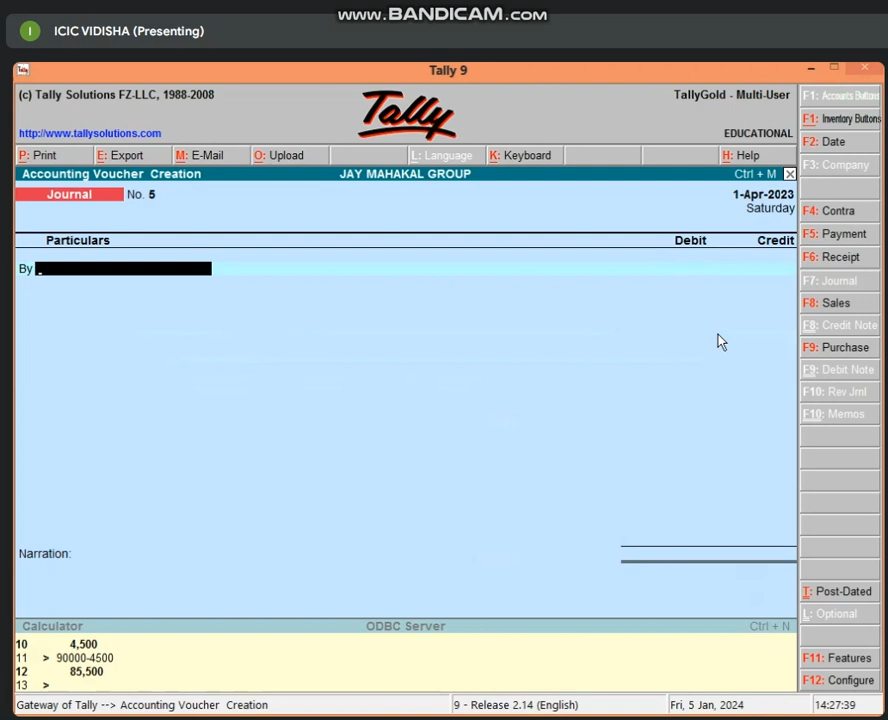 www.BANDICAM.com
I ICIC VIDISHA (Presenting)
Tally Tally 9
(c) Tally Solutions FZ-LLC, 1988-2008 Tally TallyGold - Multi-User
http://www.tallysolutions.com EDUCATIONAL
P: Print E: Export M: E-Mail O: Upload L: Language K: Keyboard H: Help
Accounting Voucher Creation JAY MAHAKAL GROUP Ctrl + M
Journal No. 5 1-Apr-2023
Saturday
Particulars Debit Credit
By
Narration:
F1: Accounts Buttons
F1: Inventory Buttons
F2: Date
F3: Company
F4: Contra
F5: Payment
F6: Receipt
F7: Journal
F8: Sales
F8: Credit Note
F9: Purchase
F9: Debit Note
F10: Rev Jrnl
F10: Memos
T: Post-Dated
L: Optional
F11: Features
F12: Configure
Calculator ODBC Server Ctrl + N
10 4,500
11 > 90000-4500
12 85,500
13 >
Gateway of Tally --> Accounting Voucher Creation 9 - Release 2.14 (English) Fri, 5 Jan, 2024 14:27:39